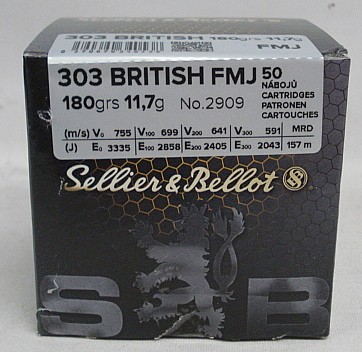 303 BRITISH 180grs 11,7g
FMJ
303 BRITISH FMJ 50
180grs 11,7g No.2909
NÁBOJŮ
CARTRIDGES
PATRONEN
CARTOUCHES
(m/s) V0 755 V100 699 V200 641 V300 591 MRD
(J) E0 3335 E100 2858 E200 2405 E300 2043 157 m
Sellier & Bellot SB
S B